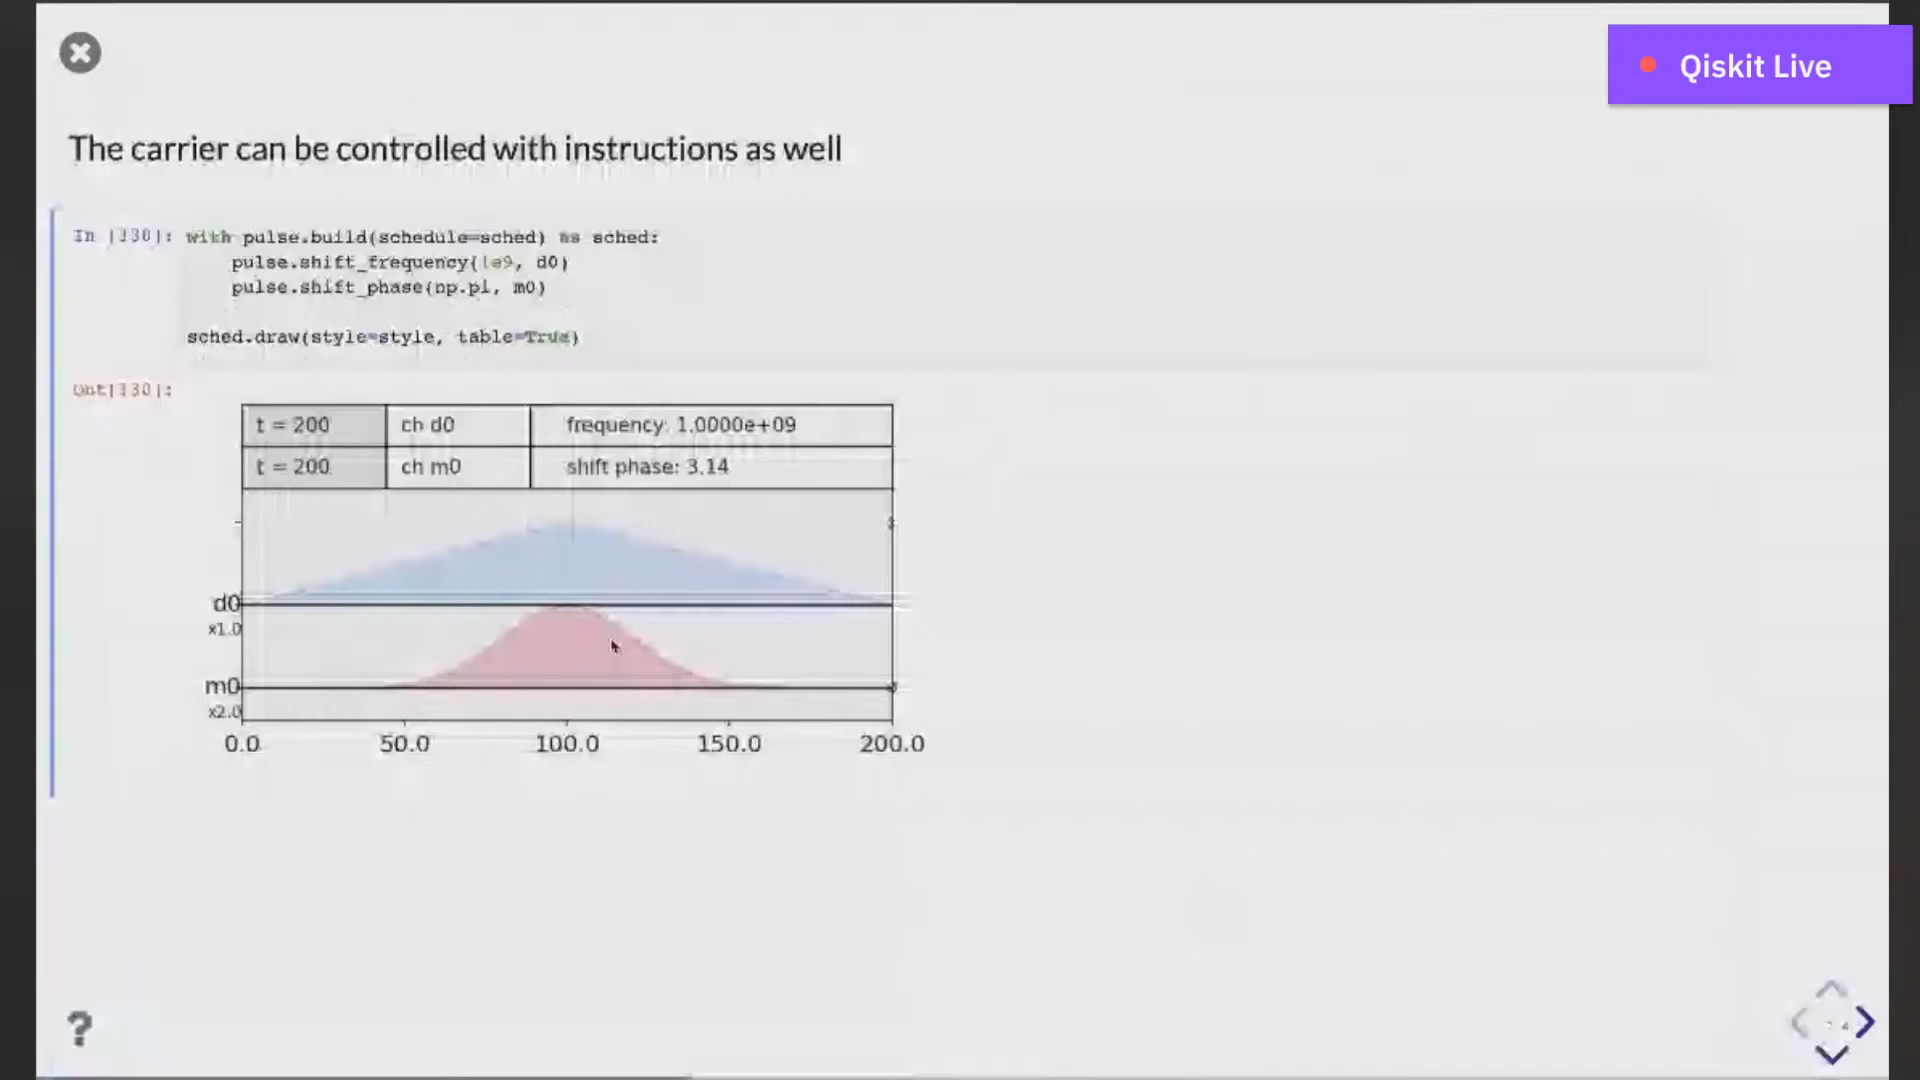 Qiskit Live
The carrier can be controlled with instructions as well
In [330]: with pulse.build(schedule=sched) as sched:
pulse.shift_frequency(1e9, d0)
pulse.shift_phase(np.pi, m0)
sched.draw(style=style, table=True)
Out[330]:
t = 200 ch d0 frequency: 1.0000e+09
t = 200 ch m0 shift phase: 3.14
d0
x1.0
m0
x2.0
0.0 50.0 100.0 150.0 200.0
?